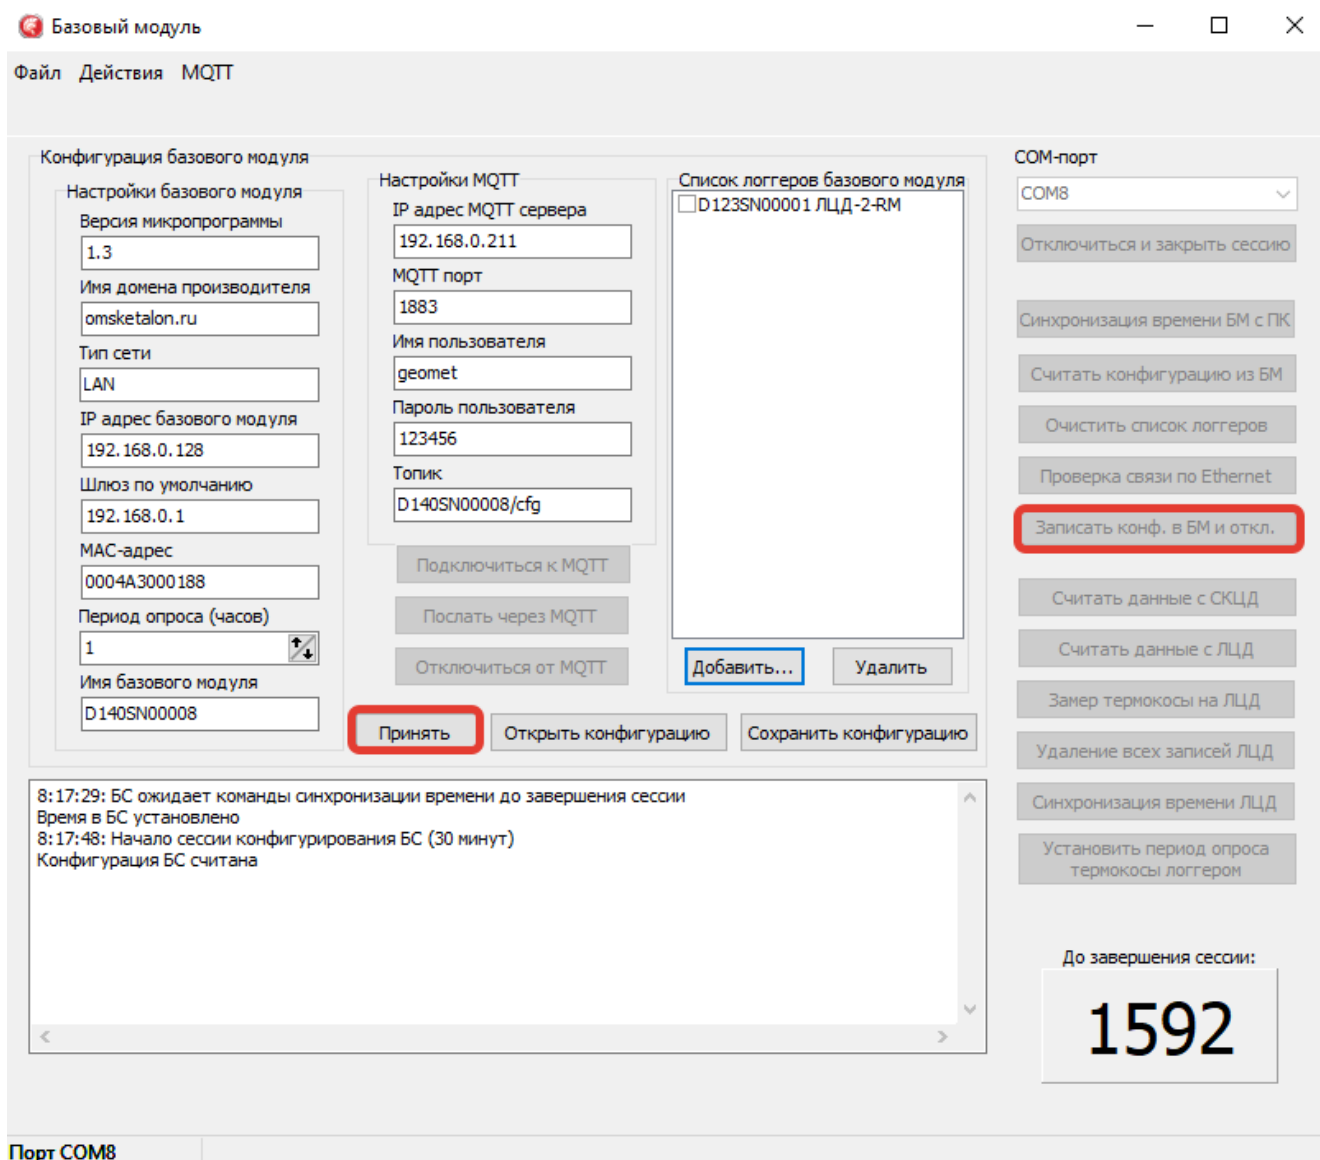 Базовый модуль
Файл Действия MQTT
Конфигурация базового модуля
Настройки базового модуля
Версия микропрограммы
1.3
Имя домена производителя
omsketalon.ru
Тип сети
LAN
IP адрес базового модуля
192.168.0.128
Шлюз по умолчанию
192.168.0.1
MAC-адрес
0004A3000188
Период опроса (часов)
1
Имя базового модуля
D140SN00008
Настройки MQTT
IP адрес MQTT сервера
192.168.0.211
MQTT порт
1883
Имя пользователя
geomet
Пароль пользователя
123456
Топик
D140SN00008/cfg
Подключиться к MQTT
Послать через MQTT
Отключиться от MQTT
Список логгеров базового модуля
D123SN00001 ЛЦД-2-RM
Добавить...
Удалить
Принять
Открыть конфигурацию
Сохранить конфигурацию
8:17:29: БС ожидает команды синхронизации времени до завершения сессии
Время в БС установлено
8:17:48: Начало сессии конфигурирования БС (30 минут)
Конфигурация БС считана
COM-порт
COM8
Отключиться и закрыть сессию
Синхронизация времени БМ с ПК
Считать конфигурацию из БМ
Очистить список логгеров
Проверка связи по Ethernet
Записать конф. в БМ и откл.
Считать данные с СКЦД
Считать данные с ЛЦД
Замер термокосы на ЛЦД
Удаление всех записей ЛЦД
Синхронизация времени ЛЦД
Установить период опроса
термокосы логгером
До завершения сессии:
1592
Порт COM8